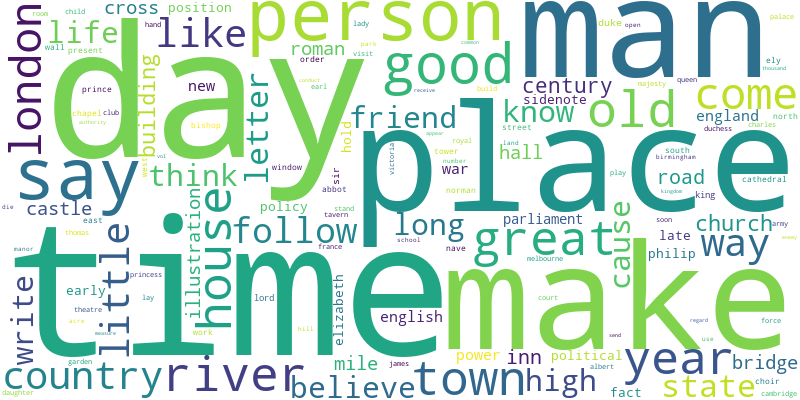 london
life
cross position
like
person
man
duke palace
room child hand lady park common visit open
wall present
roman
order
good
queen ely thousand
day
building
prince
new
letter
chapel club
bishop
authority
earl
conduct
receive
build
majesty
come
century
sidenote
friend
know
old
england north
duchess charles
street
west
vol
say
think
window
hold
sir
tower royal
number
appear
land
victoria
norman
hall
war
abbot
place
south
birmingham
road
cathedral
kingdom
king
play
die
castle
policy
stand
tavern
house
illustration
follow
long
parliament
great
cause
church
way
soon army
late
philip
east
thomas
manor
little
write
time
france
school
nave
melbourne
enemy
princess
early
lay
theatre
aire
measure
garden
work
lord
hill
elizabeth
english
make
court
force
regard
use
send
country
river
mile
james
believe
town
power
inn
high
political
albert
fact
year
state
bridge
choir
cambridge
daughter